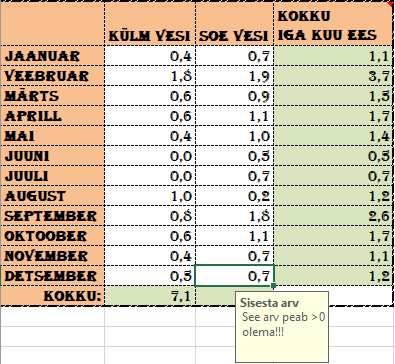 KOKKU
KÜLM VESI SOE VESI IGA KUU EES
JAANUAR 0,4 0,7 1,1
VEEBRUAR 1,8 1,9 3,7
MÄRTS 0,6 0,9 1,5
APRILL 0,6 1,1 1,7
MAI 0,4 1,0 1,4
JUUNI 0,0 0,5 0,5
JUULI 0,0 0,7 0,7
AUGUST 1,0 0,2 1,2
SEPTEMBER 0,8 1,8 2,6
OKTOOBER 0,6 1,1 1,7
NOVEMBER 0,4 0,7 1,1
DETSEMBER 0,5 0,7 1,2
KOKKU: 7,1
Sisesta arv
See arv peab >0
olema!!!